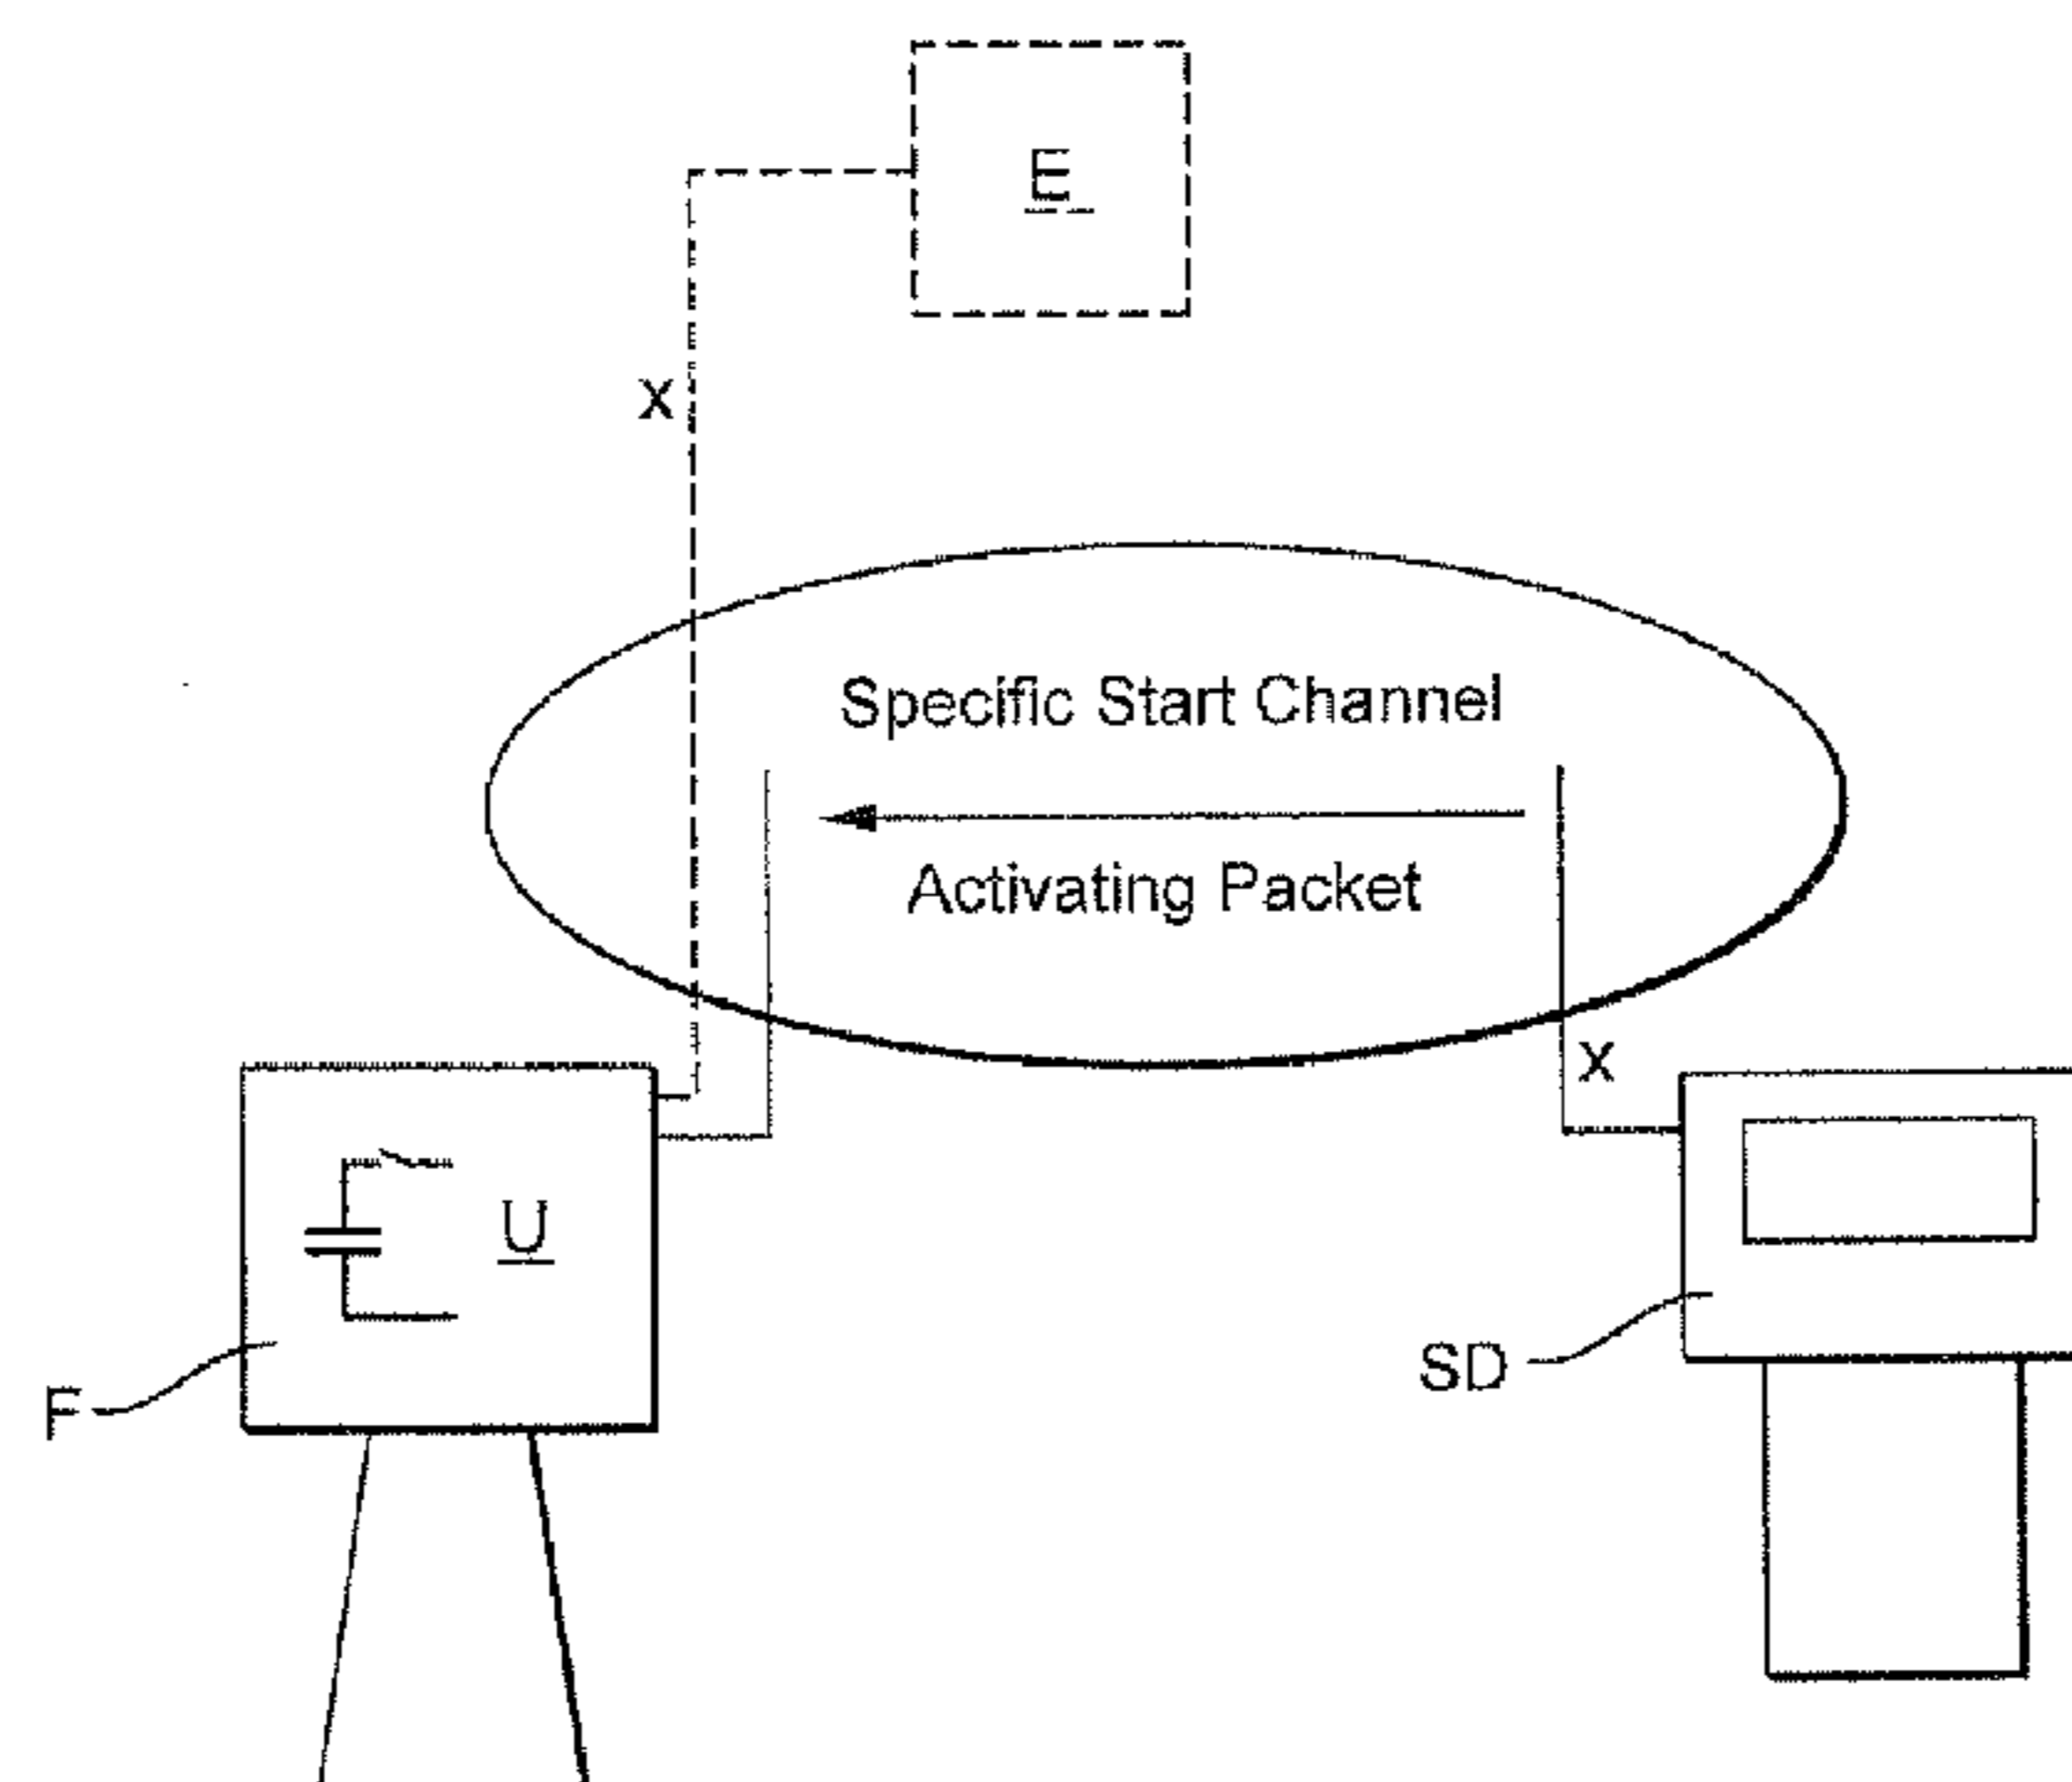 E
X
Specific Start Channel
Activating Packet
X
U
SD
F